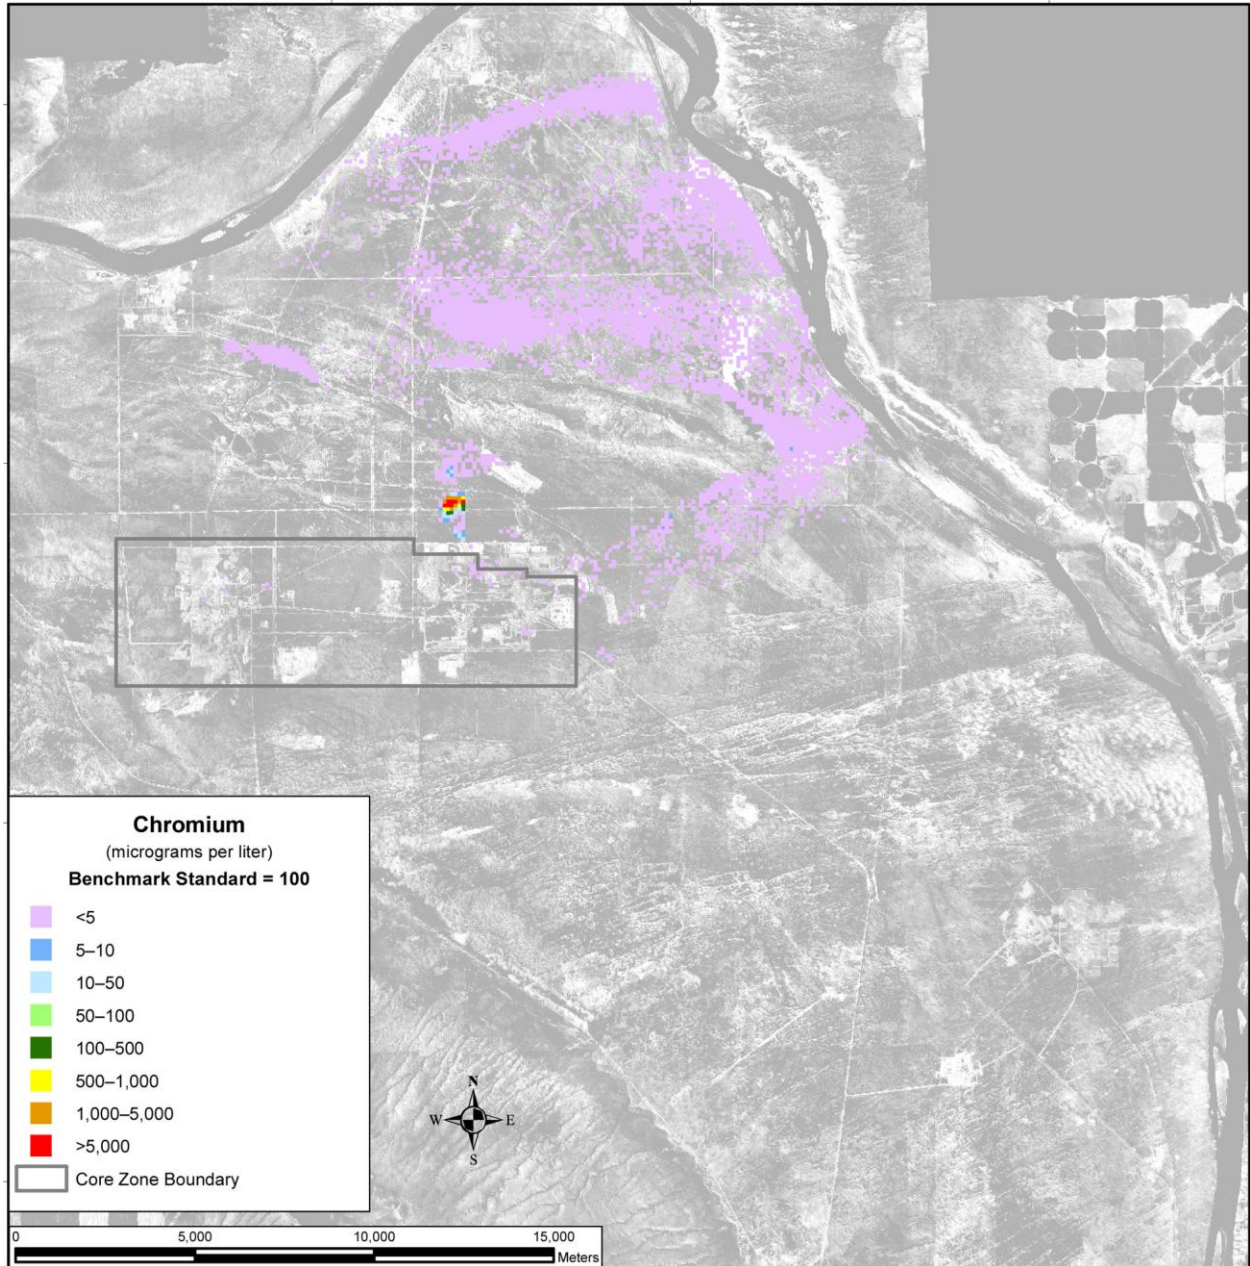 Chromium
(micrograms per liter)
Benchmark Standard = 100
<5
5–10
10–50
50–100
100–500
500–1,000
1,000–5,000
>5,000
Core Zone Boundary
N
W E
S
0 5,000 10,000 15,000
Meters